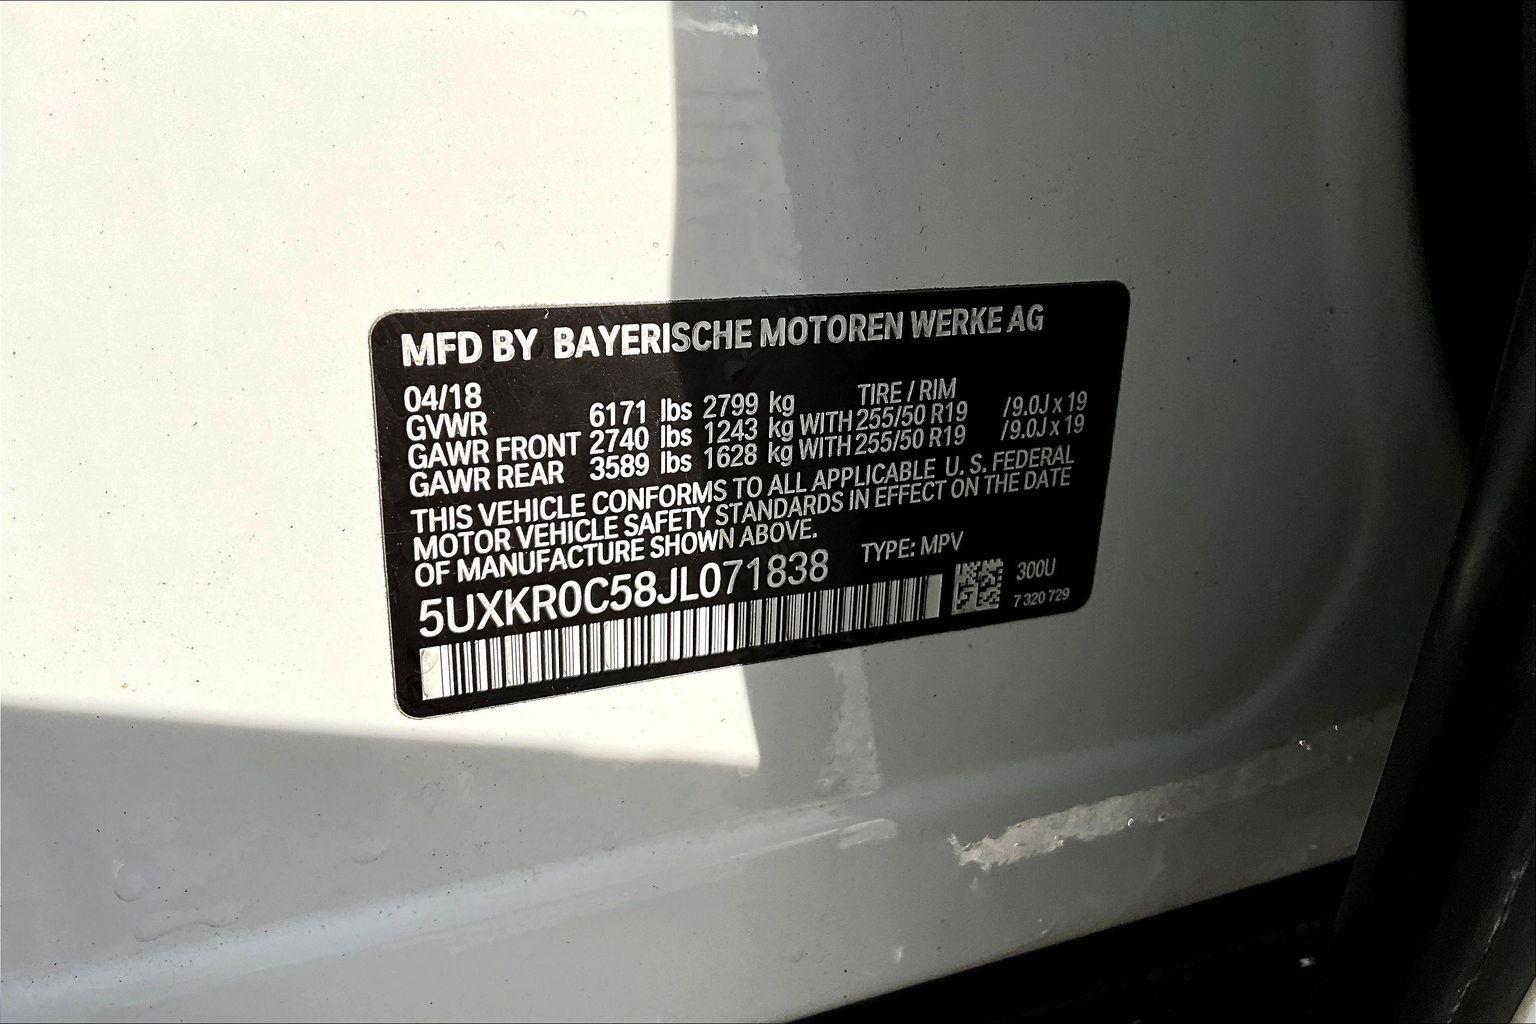 MFD BY BAYERISCHE MOTOREN WERKE AG
04/18 TIRE / RIM
GVWR 6171 lbs 2799 kg
GAWR FRONT 2740 lbs 1243 kg WITH 255/50 R19 /9.0J x 19
GAWR REAR 3589 lbs 1628 kg WITH 255/50 R19 /9.0J x 19
THIS VEHICLE CONFORMS TO ALL APPLICABLE U. S. FEDERAL
MOTOR VEHICLE SAFETY STANDARDS IN EFFECT ON THE DATE
OF MANUFACTURE SHOWN ABOVE.
TYPE: MPV
5UXKR0C58JL071838
300U
7 320 729